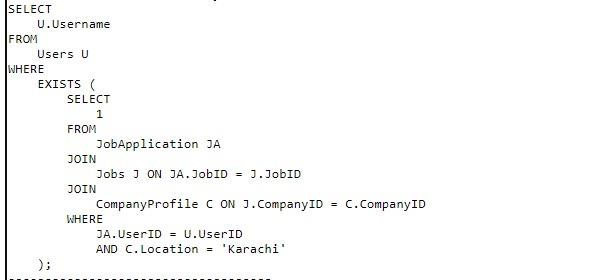 SELECT
U.Username
FROM
Users U
WHERE
EXISTS (
SELECT
1
FROM
JobApplication JA
JOIN
Jobs J ON JA.JobID = J.JobID
JOIN
CompanyProfile C ON J.CompanyID = C.CompanyID
WHERE
JA.UserID = U.UserID
AND C.Location = 'Karachi'
);
------------------------------------